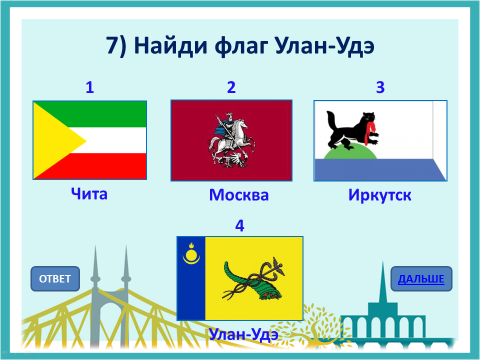 7) Найди флаг Улан-Удэ
1 2 3
Чита Москва Иркутск
4
ОТВЕТ ДАЛЬШЕ
Улан-Удэ